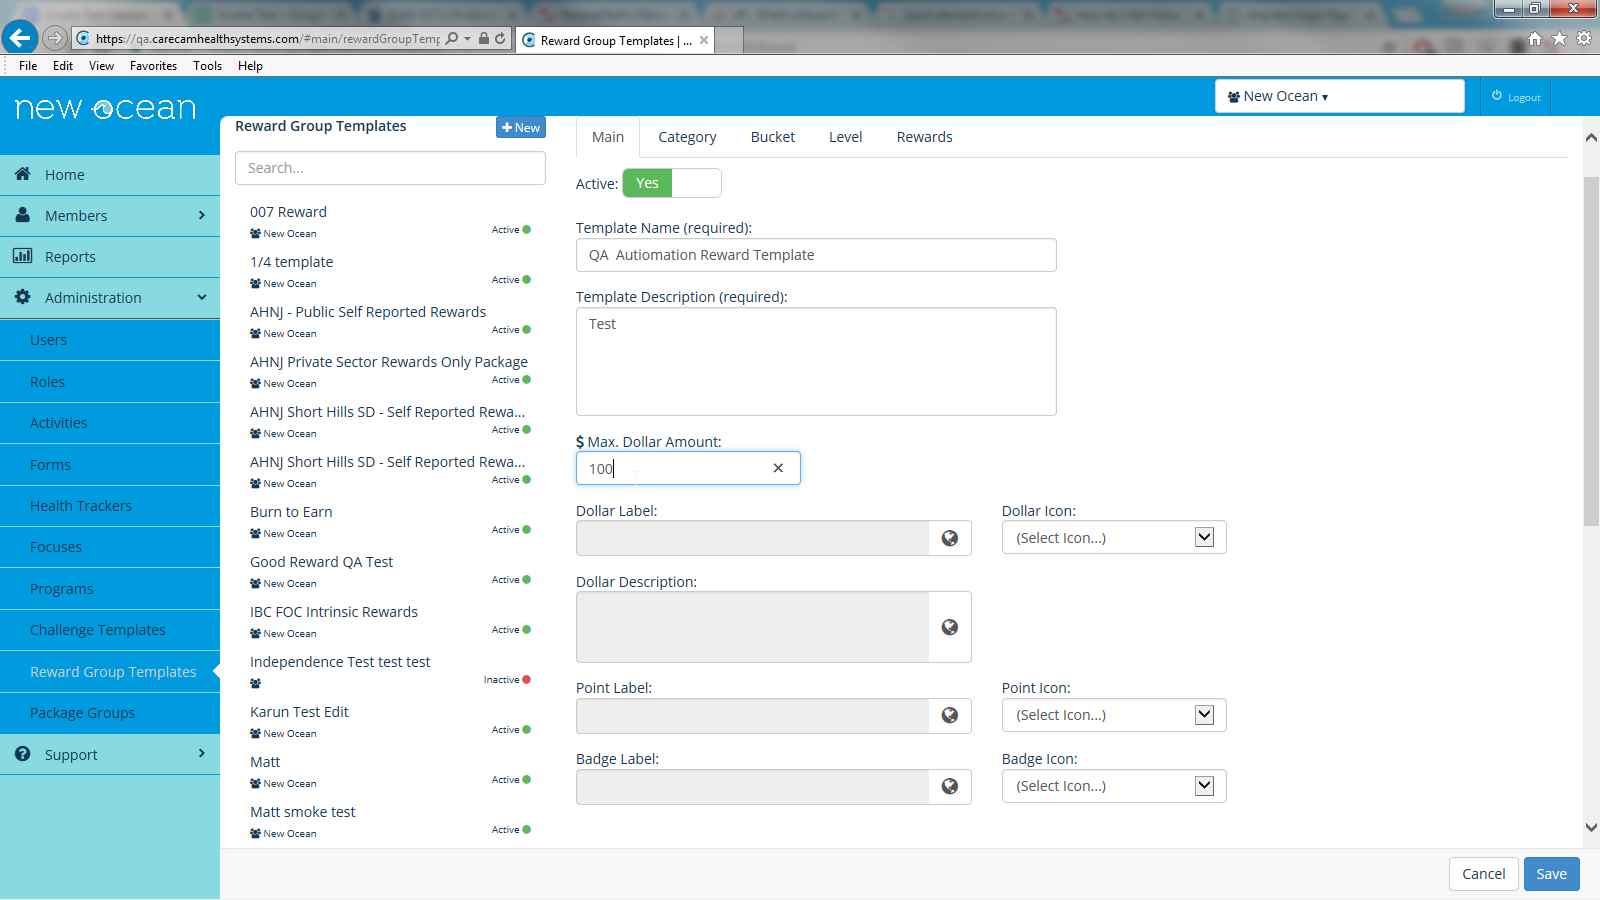 https://qa.carecamhealthsystems.com/#main/rewardGroupTemp
Reward Group Templates | ...
File Edit View Favorites Tools Help
new ocean
New Ocean
Logout
Home
Members
Reports
Administration
Users
Roles
Activities
Forms
Health Trackers
Focuses
Programs
Challenge Templates
Reward Group Templates
Package Groups
Support
Reward Group Templates
New
Search...
007 Reward
New Ocean Active
1/4 template
New Ocean Active
AHNJ - Public Self Reported Rewards
New Ocean Active
AHNJ Private Sector Rewards Only Package
New Ocean Active
AHNJ Short Hills SD - Self Reported Rewa...
New Ocean Active
AHNJ Short Hills SD - Self Reported Rewa...
New Ocean Active
Burn to Earn
New Ocean Active
Good Reward QA Test
New Ocean Active
IBC FOC Intrinsic Rewards
New Ocean Active
Independence Test test test
Inactive
Karun Test Edit
New Ocean Active
Matt
New Ocean Active
Matt smoke test
New Ocean Active
Main Category Bucket Level Rewards
Active: Yes
Template Name (required):
QA  Autiomation Reward Template
Template Description (required):
Test
$ Max. Dollar Amount:
100
Dollar Label: Dollar Icon:
(Select Icon...)
Dollar Description:
Point Label: Point Icon:
(Select Icon...)
Badge Label: Badge Icon:
(Select Icon...)
Cancel Save